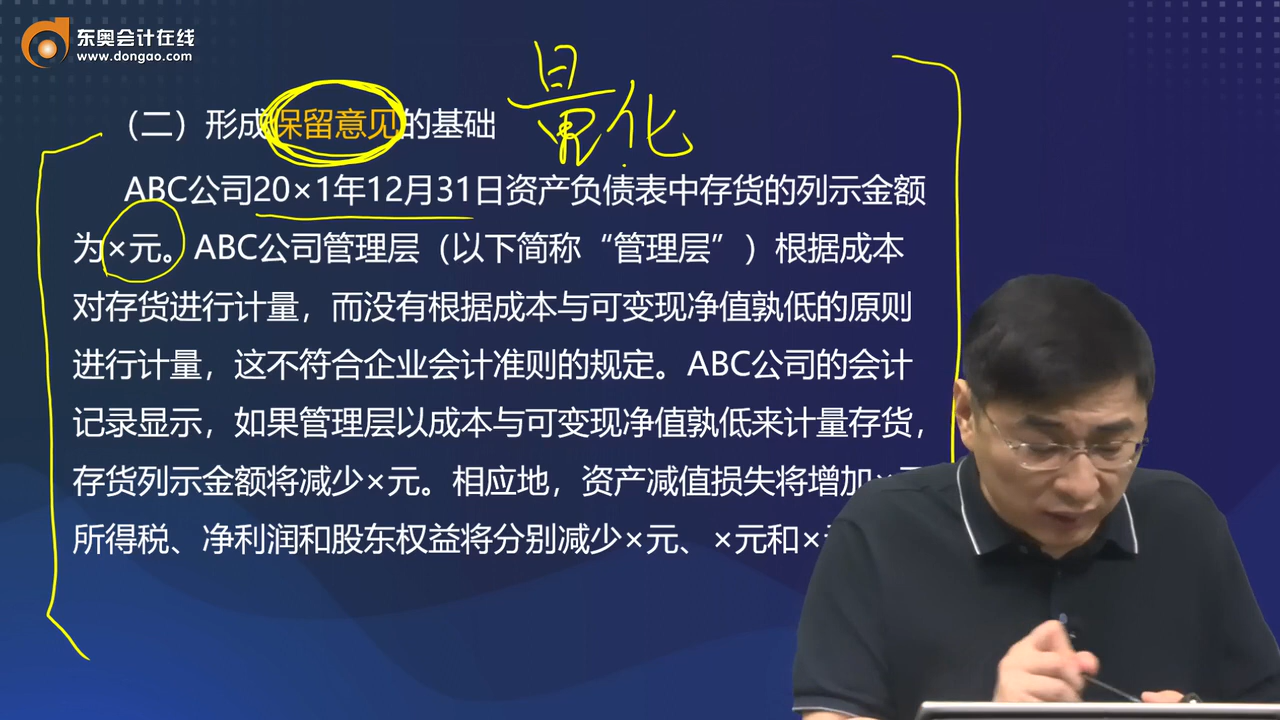 东奥会计在线
www.dongao.com
量化
（二）形成保留意见的基础
ABC公司20×1年12月31日资产负债表中存货的列示金额
为×元。ABC公司管理层（以下简称“管理层”）根据成本
对存货进行计量，而没有根据成本与可变现净值孰低的原则
进行计量，这不符合企业会计准则的规定。ABC公司的会计
记录显示，如果管理层以成本与可变现净值孰低来计量存货，
存货列示金额将减少×元。相应地，资产减值损失将增加×元
所得税、净利润和股东权益将分别减少×元、×元和×